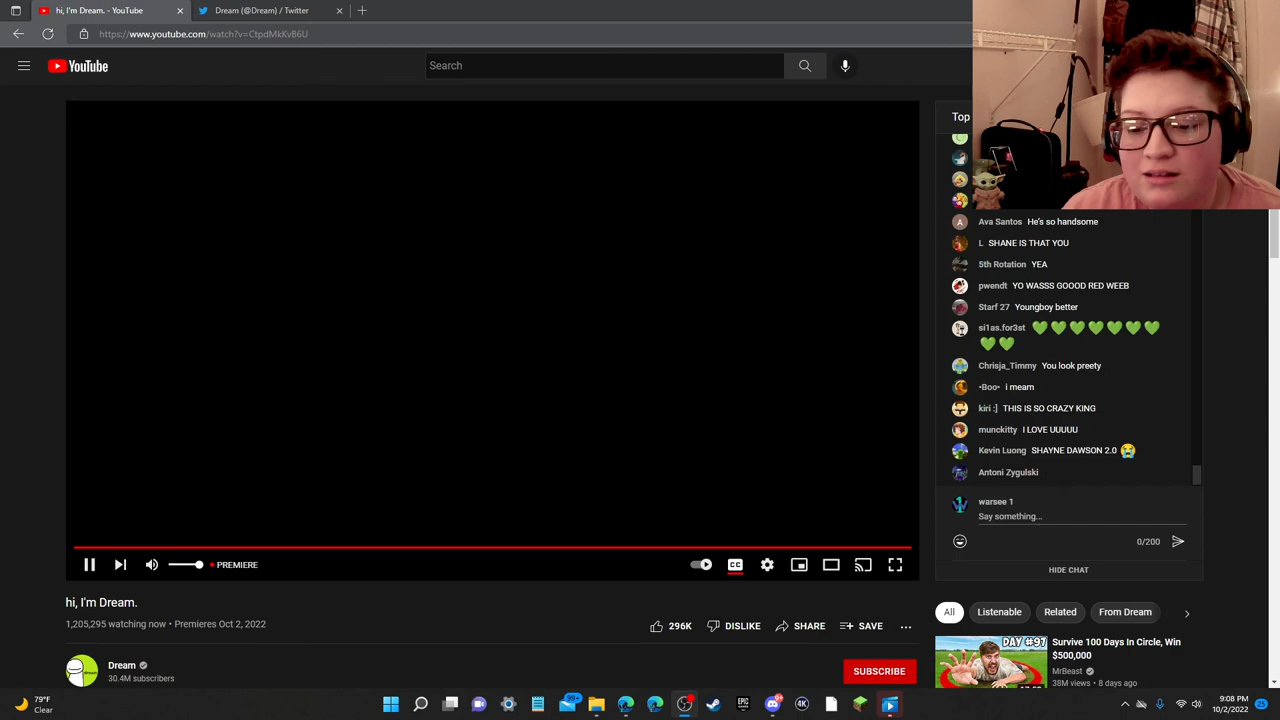 hi, I'm Dream. - YouTube
Dream (@Dream) / Twitter
https://www.youtube.com/watch?v=CtpdMkKvB6U
YouTube
Search
Top
Ava Santos He's so handsome
L SHANE IS THAT YOU
5th Rotation YEA
pwendt YO WASSS GOOOD RED WEEB
Starf 27 Youngboy better
si1as.for3st 💚💚💚💚💚💚💚
💚💚
Chrisja_Timmy You look preety
•Boo• i meam
kiri :] THIS IS SO CRAZY KING
munckitty I LOVE UUUUU
Kevin Luong SHAYNE DAWSON 2.0 😭
Antoni Zygulski
warsee 1
Say something...
0/200
HIDE CHAT
PREMIERE
CC
hi, I'm Dream.
1,205,295 watching now • Premieres Oct 2, 2022
296K
DISLIKE
SHARE
SAVE
All
Listenable
Related
From Dream
DAY #97
Survive 100 Days In Circle, Win
$500,000
MrBeast
38M views • 8 days ago
Dream
30.4M subscribers
SUBSCRIBE
79°F
Clear
99+
EPIC
4K
9:08 PM
10/2/2022
25